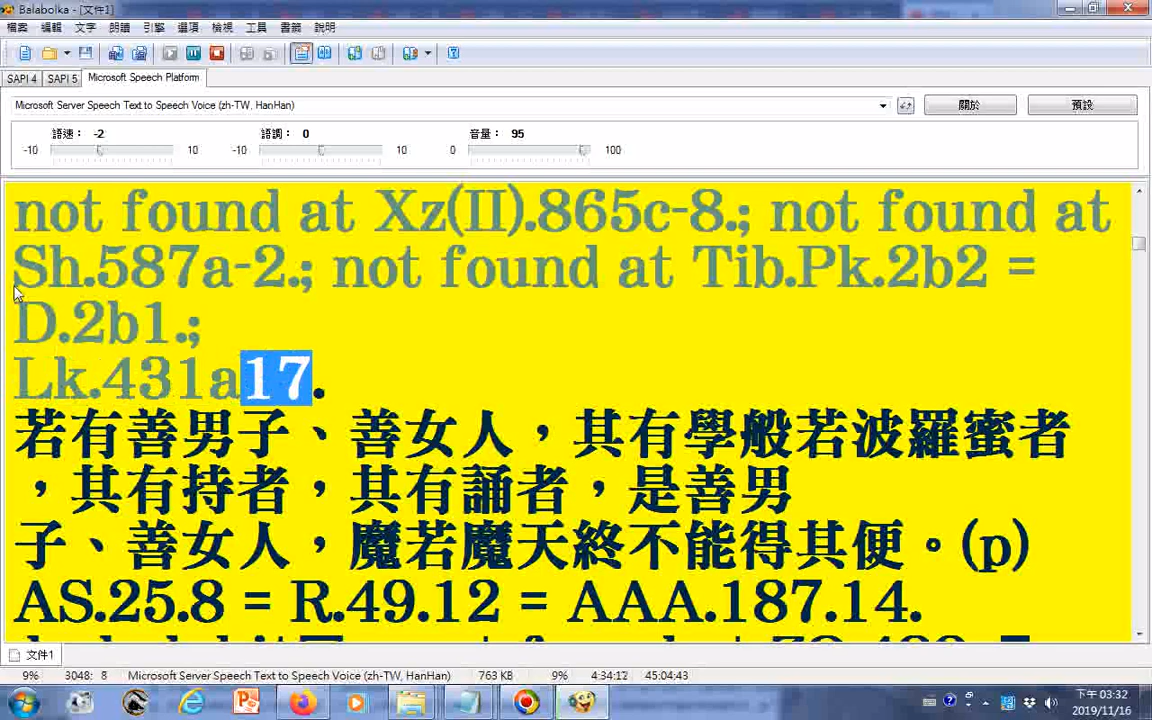 Balabolka - [文件1]
檔案 編輯 文字 朗讀 引擎 選項 檢視 工具 書籤 說明
SAPI 4 SAPI 5 Microsoft Speech Platform
Microsoft Server Speech Text to Speech Voice (zh-TW, HanHan)
關於 預設
語速： -2 語調： 0 音量： 95
-10 10 -10 10 0 100
not found at Xz(II).865c-8.; not found at
Sh.587a-2.; not found at Tib.Pk.2b2 =
D.2b1.;
Lk.431a17.
若有善男子、善女人，其有學般若波羅蜜者
，其有持者，其有誦者，是善男
子、善女人，魔若魔天終不能得其便。(p)
AS.25.8 = R.49.12 = AAA.187.14.
文件1
9% 3048: 8 Microsoft Server Speech Text to Speech Voice (zh-TW, HanHan) 763 KB 9% 4:34:12 45:04:43
下午 03:32
2019/11/16